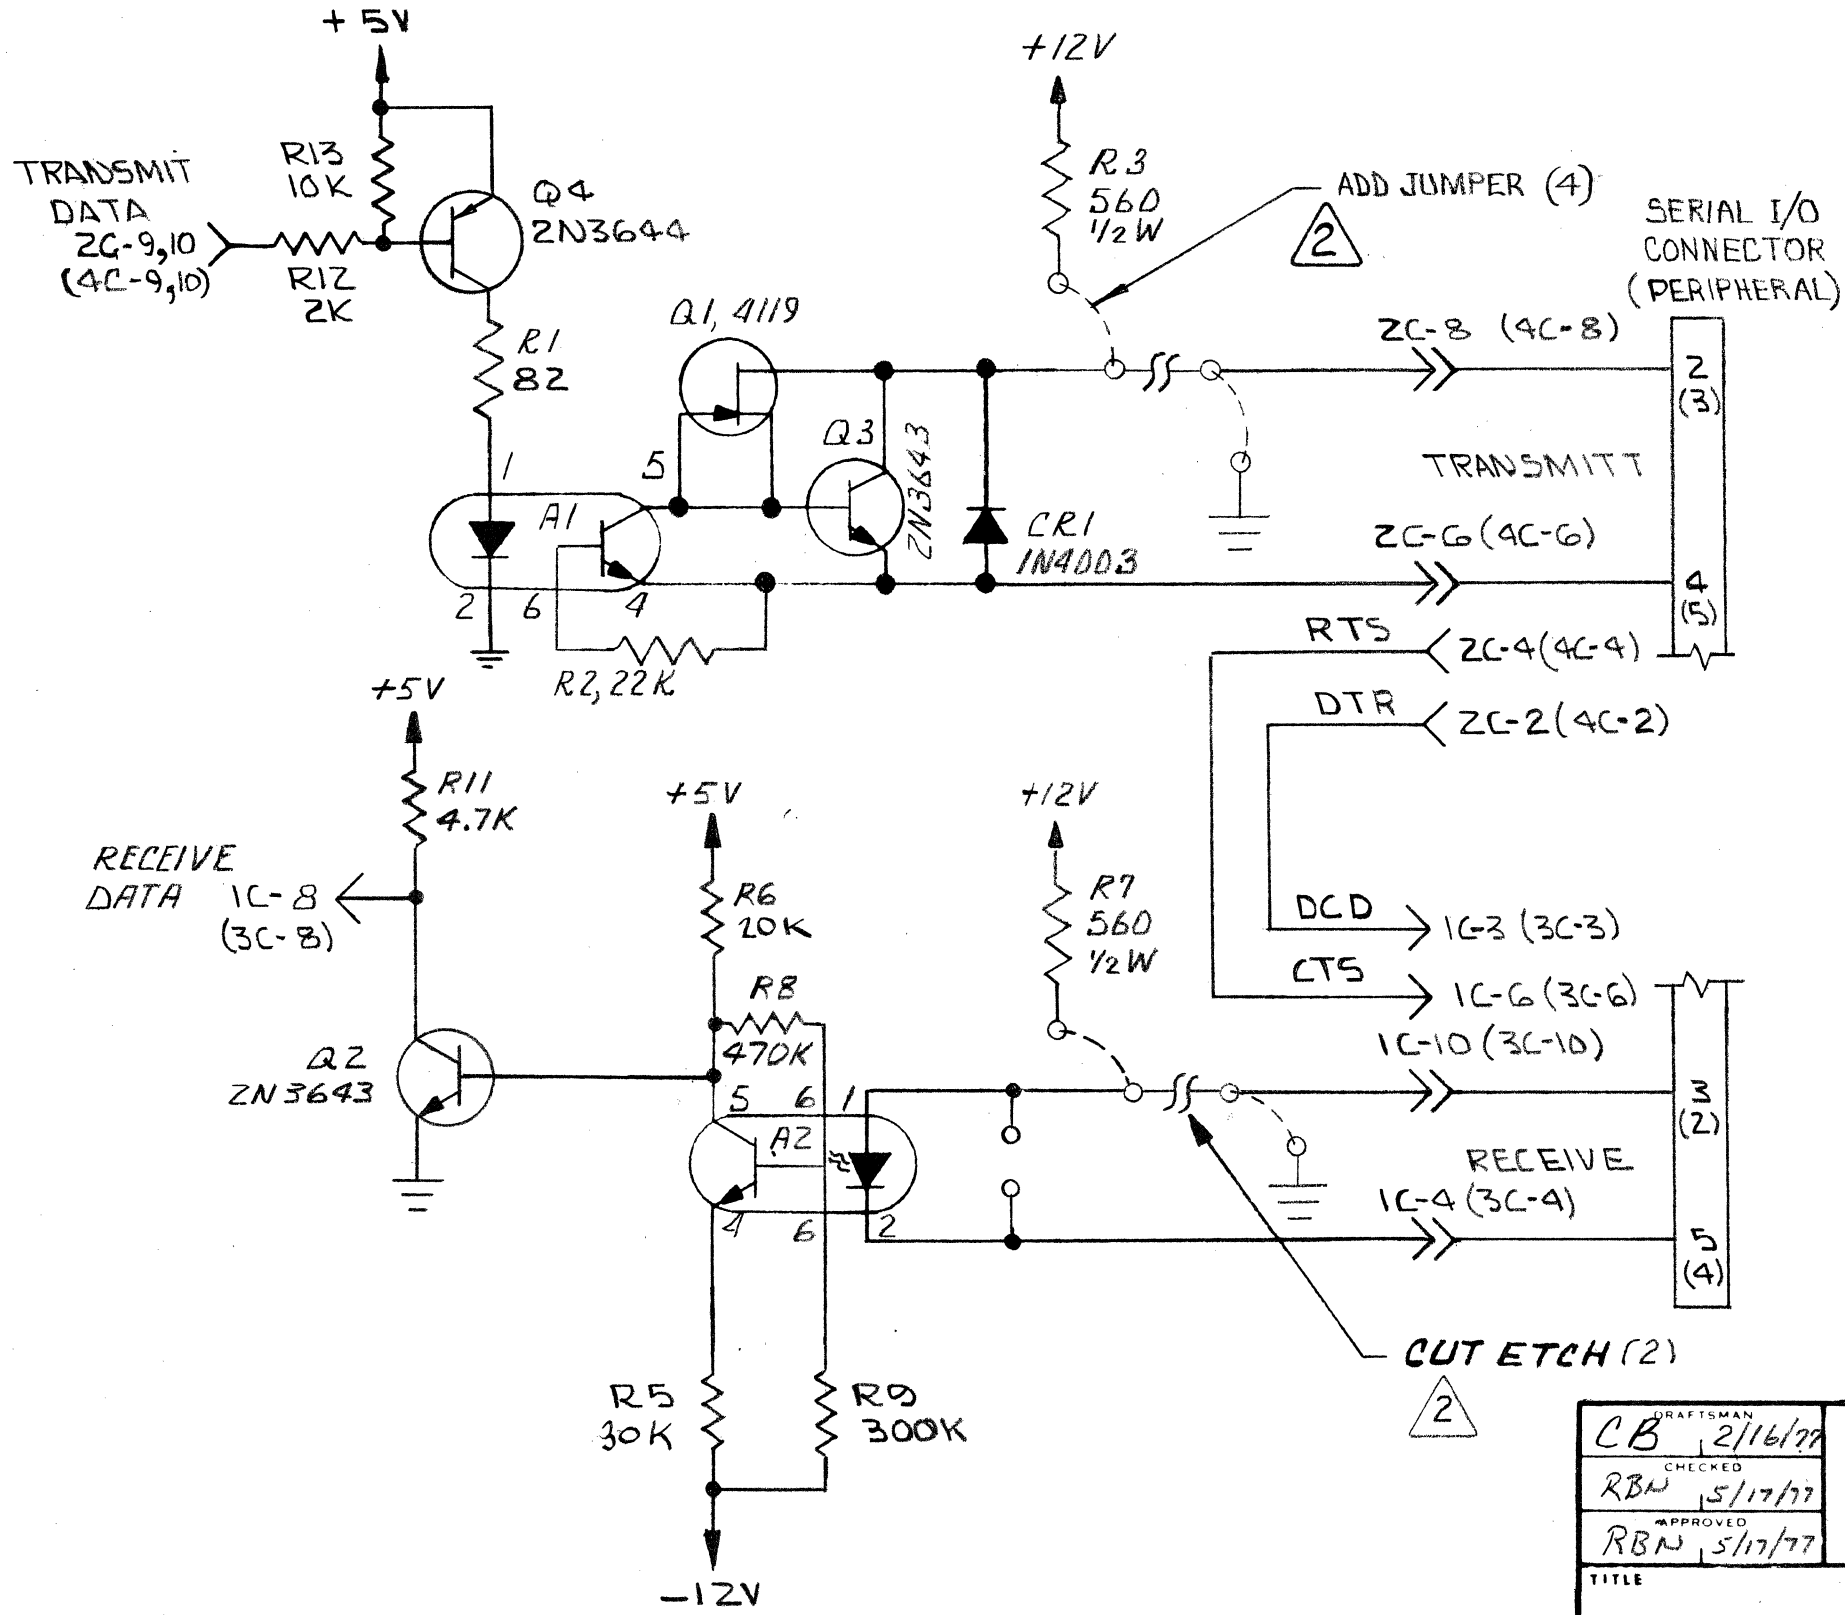 +5V
TRANSMIT
DATA
2C-9,10
(4C-9,10)
R13
10K
R12
2K
Q4
2N3644
R1
82
Q1, 4119
+12V
R3
560
1/2W
ADD JUMPER (4)
2
SERIAL I/O
CONNECTOR
(PERIPHERAL)
2C-8 (4C-8)
2
(3)
TRANSMITT
2C-6 (4C-6)
4
(5)
1
5
A1
2
6
4
Q3
2N3643
CR1
1N4003
R2, 22K
RTS
2C-4 (4C-4)
DTR
2C-2 (4C-2)
+5V
R11
4.7K
RECEIVE
DATA 1C-8
(3C-8)
Q2
2N3643
+5V
R6
20K
R8
470K
5
6
1
A2
4
6
2
+12V
R7
560
1/2W
DCD
1C-3 (3C-3)
CTS
1C-6 (3C-6)
1C-10 (3C-10)
3
(2)
RECEIVE
1C-4 (3C-4)
5
(4)
CUT ETCH (2)
2
R5
30K
R9
300K
-12V
DRAFTSMAN
CB 2/16/77
CHECKED
RBN 5/17/77
APPROVED
RBN 5/17/77
TITLE